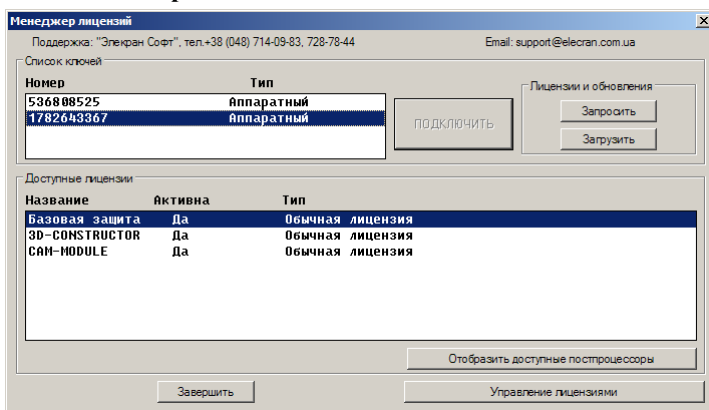 Менеджер лицензий
Поддержка: "Элекран Софт", тел.+38 (048) 714-09-83, 728-78-44 Email: support@elecran.com.ua
Список ключей
Номер Тип
536808525 Аппаратный
1782643367 Аппаратный
ПОДКЛЮЧИТЬ
Лицензии и обновления
Запросить
Загрузить
Доступные лицензии
Название Активна Тип
Базовая защита Да Обычная лицензия
3D-CONSTRUCTOR Да Обычная лицензия
CAM-MODULE Да Обычная лицензия
Отобразить доступные постпроцессоры
Завершить Управление лицензиями